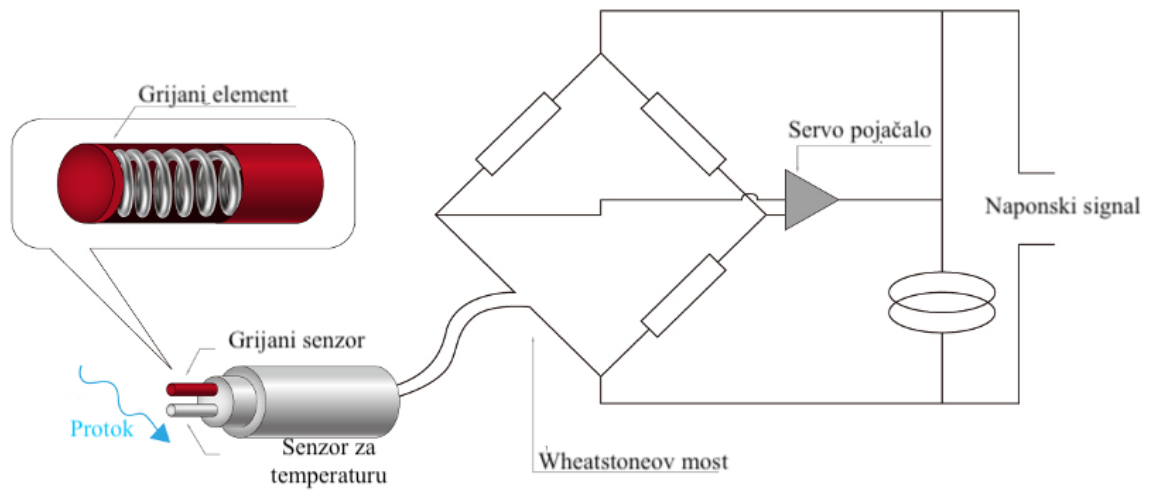 Grijani element
Servo pojačalo
Naponski signal
Grijani senzor
Protok
Senzor za
temperaturu
Wheatstoneov most